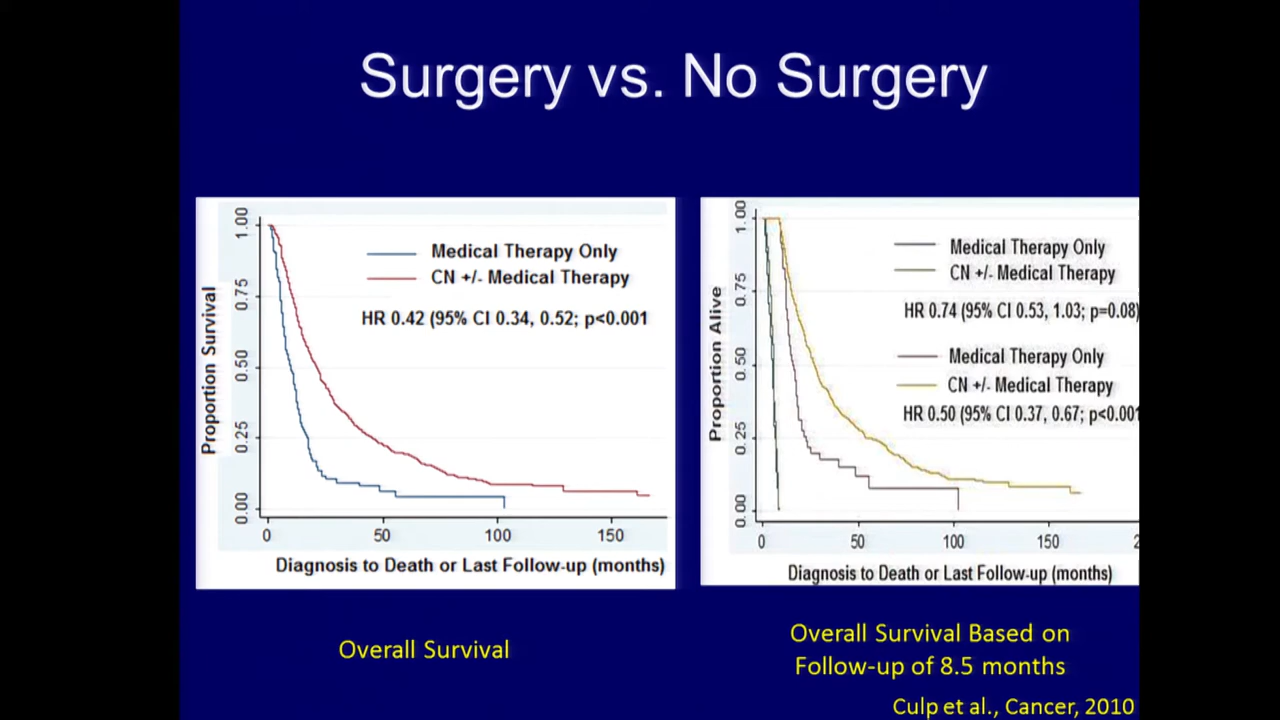 Surgery vs. No Surgery
1.00
0.75
0.50
0.25
0.00
Proportion Survival
Medical Therapy Only
CN +/- Medical Therapy
HR 0.42 (95% CI 0.34, 0.52; p<0.001
0 50 100 150
Diagnosis to Death or Last Follow-up (months)
Overall Survival
1.00
0.75
0.50
0.25
0.00
Proportion Alive
Medical Therapy Only
CN +/- Medical Therapy
HR 0.74 (95% CI 0.53, 1.03; p=0.08)
Medical Therapy Only
CN +/- Medical Therapy
HR 0.50 (95% CI 0.37, 0.67; p<0.001
0 50 100 150
Diagnosis to Death or Last Follow-up (months)
Overall Survival Based on
Follow-up of 8.5 months
Culp et al., Cancer, 2010